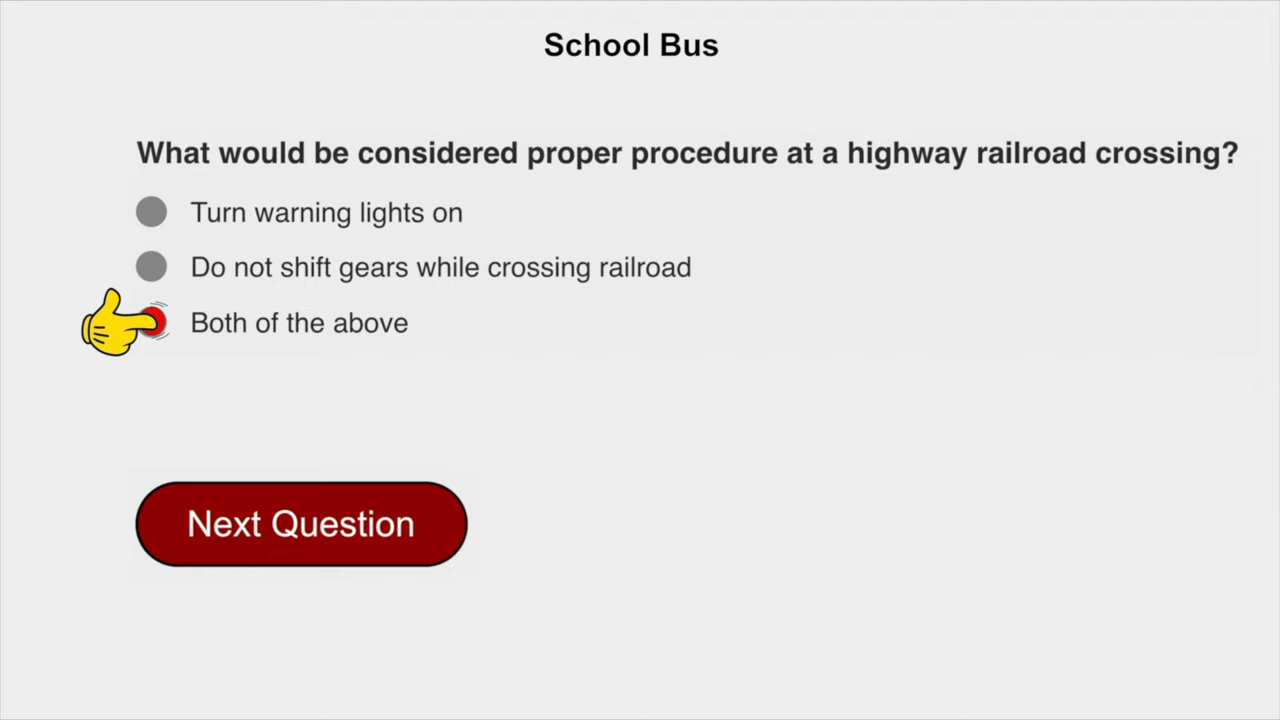 School Bus
What would be considered proper procedure at a highway railroad crossing?
Turn warning lights on
Do not shift gears while crossing railroad
Both of the above
Next Question